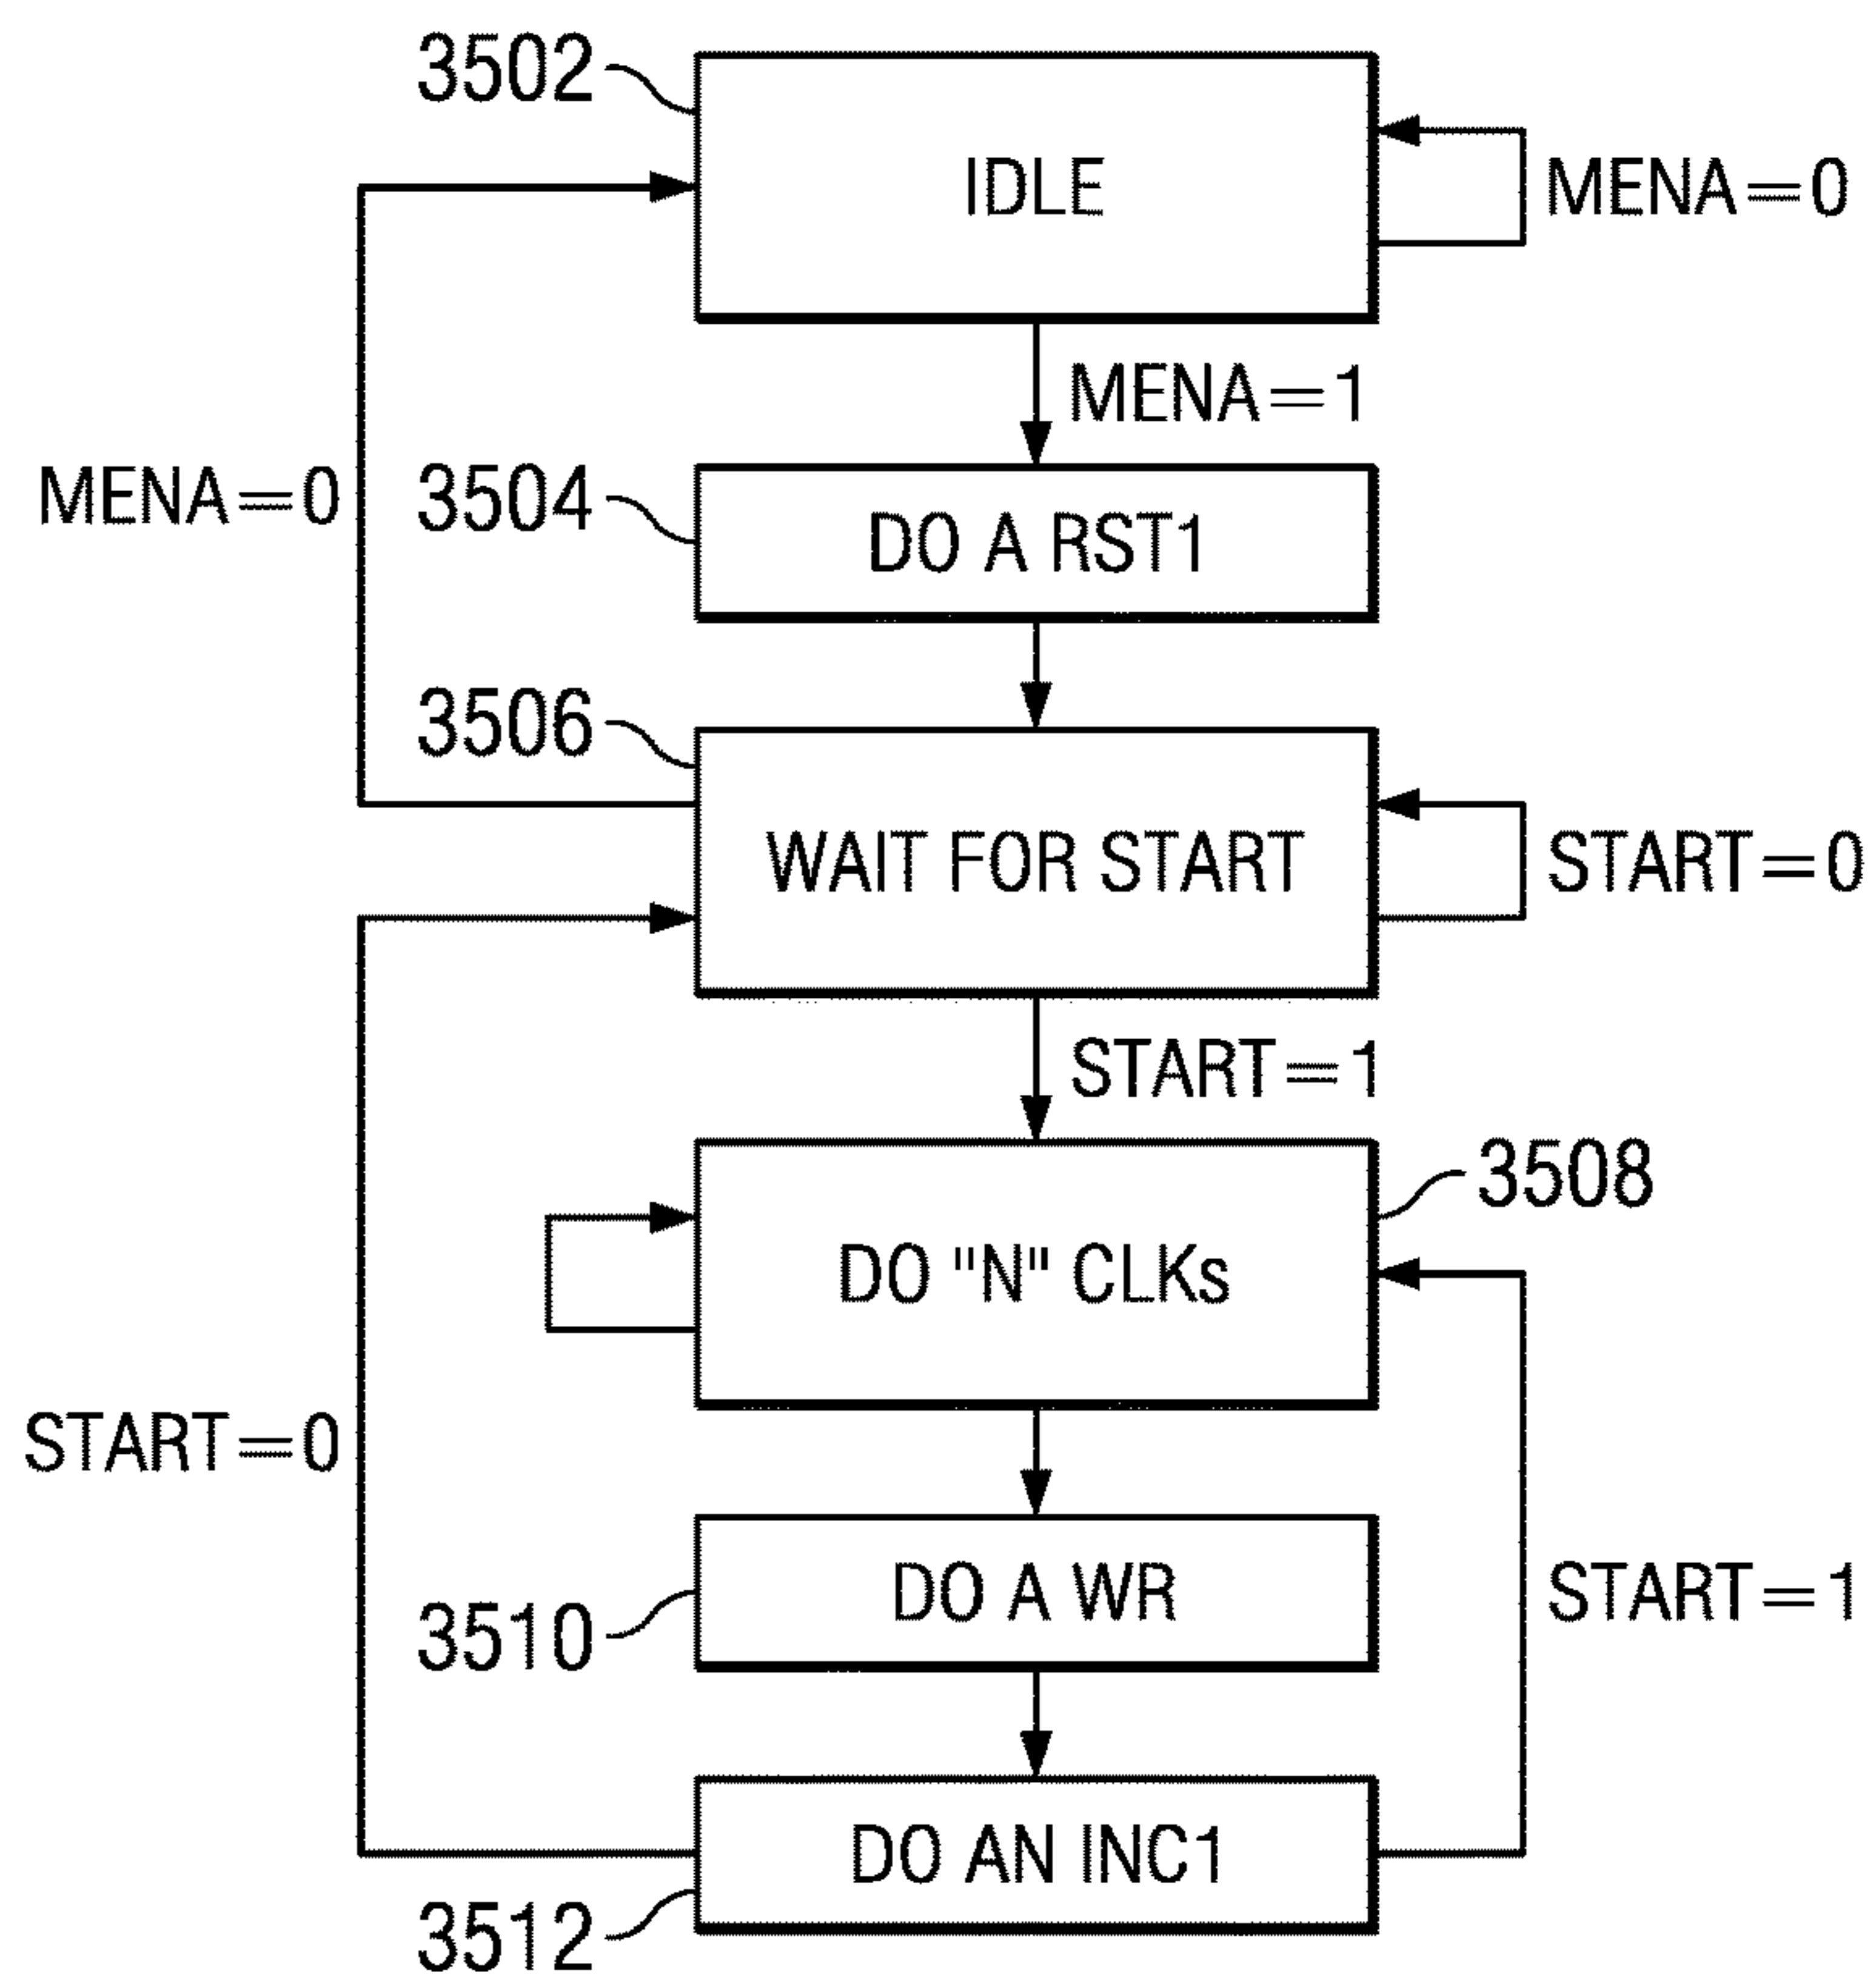 3502
IDLE
MENA=0
MENA=1
MENA=0
3504
DO A RST1
3506
WAIT FOR START
START=0
START=1
3508
DO "N" CLKs
START=0
DO A WR
START=1
3510
DO AN INC1
3512